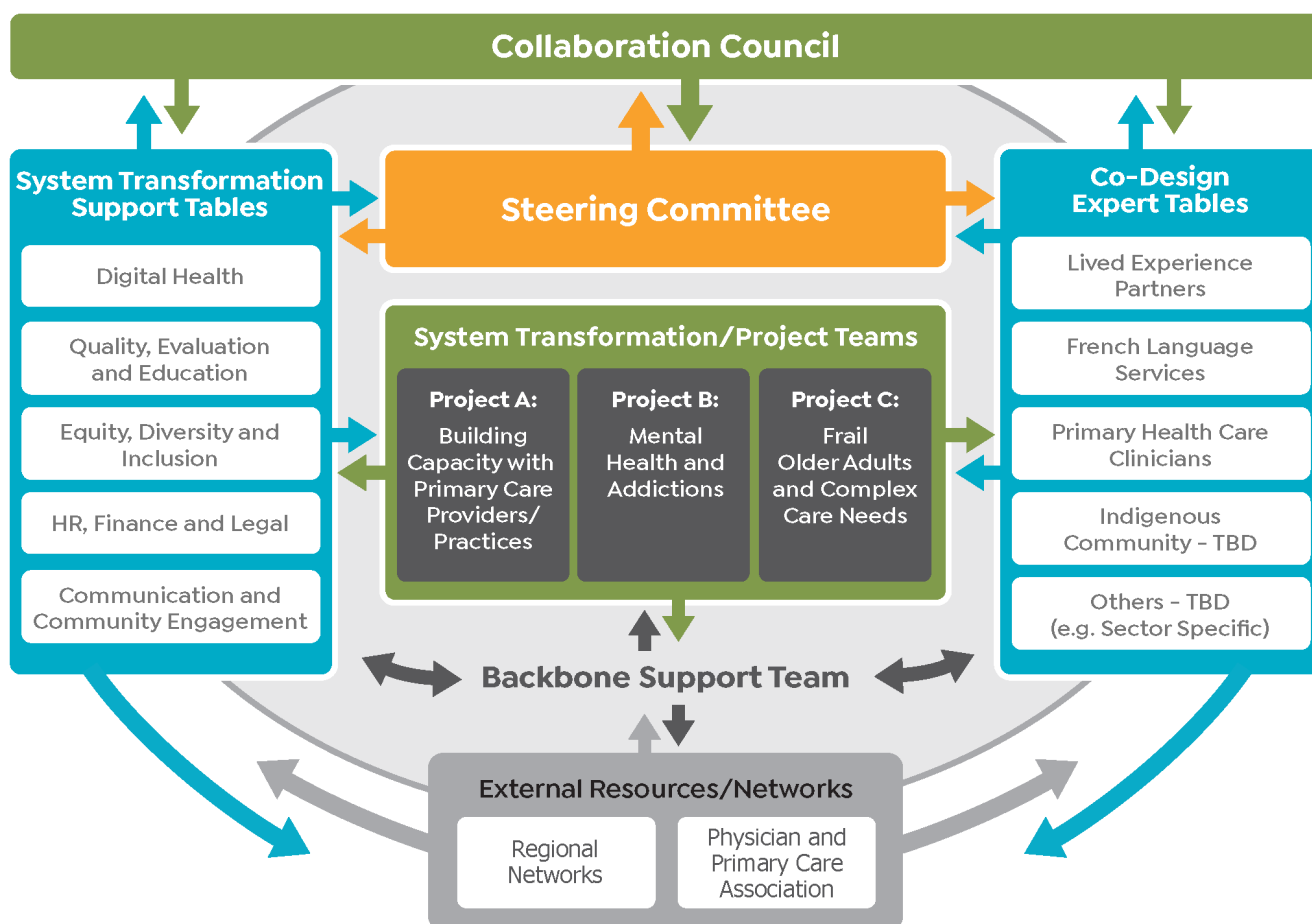 Collaboration Council
System Transformation
Support Tables
Digital Health
Quality, Evaluation
and Education
Equity, Diversity and
Inclusion
HR, Finance and Legal
Communication and
Community Engagement
Steering Committee
System Transformation/Project Teams
Project A:
Building
Capacity with
Primary Care
Providers/
Practices
Project B:
Mental
Health and
Addictions
Project C:
Frail
Older Adults
and Complex
Care Needs
Co-Design
Expert Tables
Lived Experience
Partners
French Language
Services
Primary Health Care
Clinicians
Indigenous
Community - TBD
Others - TBD
(e.g. Sector Specific)
Backbone Support Team
External Resources/Networks
Regional
Networks
Physician and
Primary Care
Association